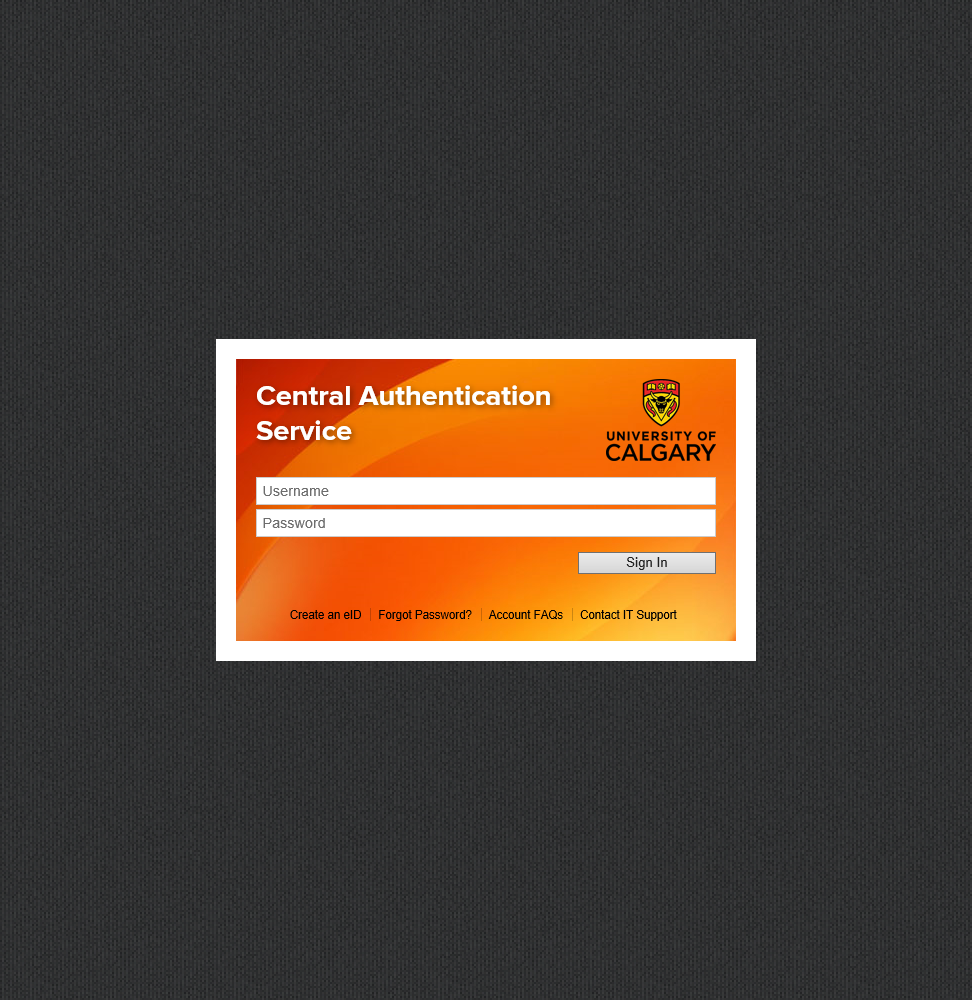 Central Authentication
Service
UNIVERSITY OF
CALGARY
Username
Password
Sign In
Create an eID
Forgot Password?
Account FAQs
Contact IT Support